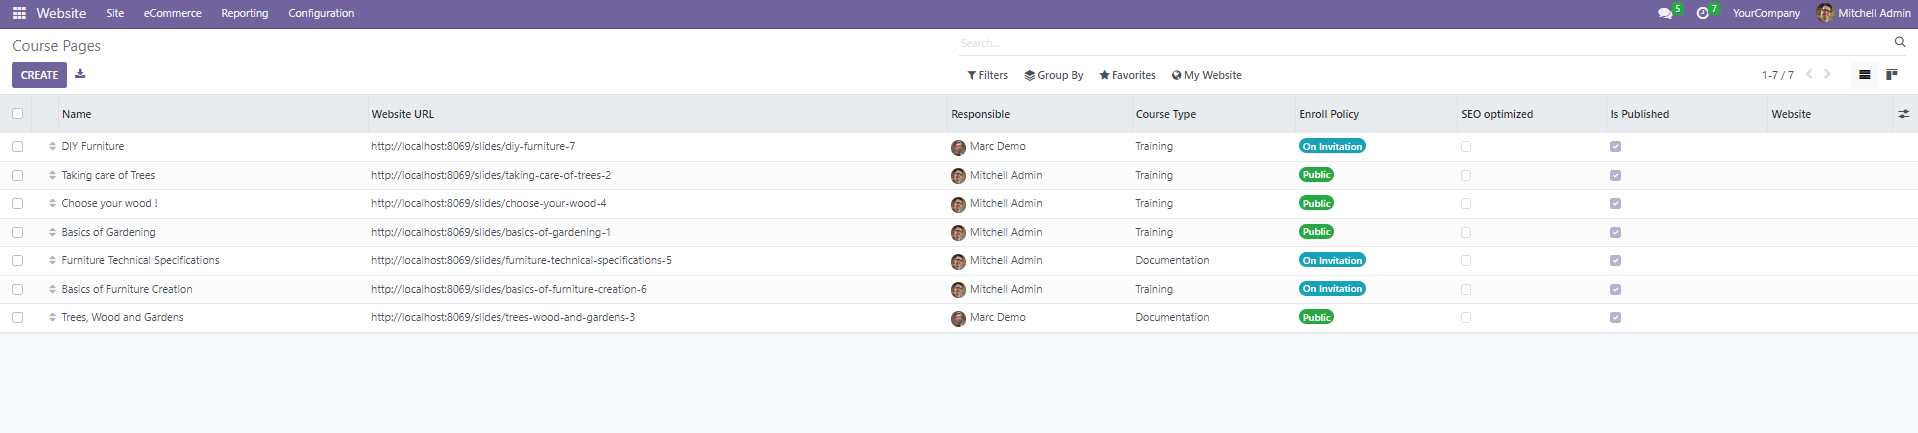 Website Site eCommerce Reporting Configuration 5 7 YourCompany Mitchell Admin
Course Pages Search...
CREATE Filters Group By Favorites My Website 1-7 / 7
Name Website URL Responsible Course Type Enroll Policy SEO optimized Is Published Website
DIY Furniture http://localhost:8069/slides/diy-furniture-7 Marc Demo Training On Invitation
Taking care of Trees http://localhost:8069/slides/taking-care-of-trees-2 Mitchell Admin Training Public
Choose your wood ! http://localhost:8069/slides/choose-your-wood-4 Mitchell Admin Training Public
Basics of Gardening http://localhost:8069/slides/basics-of-gardening-1 Mitchell Admin Training Public
Furniture Technical Specifications http://localhost:8069/slides/furniture-technical-specifications-5 Mitchell Admin Documentation On Invitation
Basics of Furniture Creation http://localhost:8069/slides/basics-of-furniture-creation-6 Mitchell Admin Training On Invitation
Trees, Wood and Gardens http://localhost:8069/slides/trees-wood-and-gardens-3 Marc Demo Documentation Public